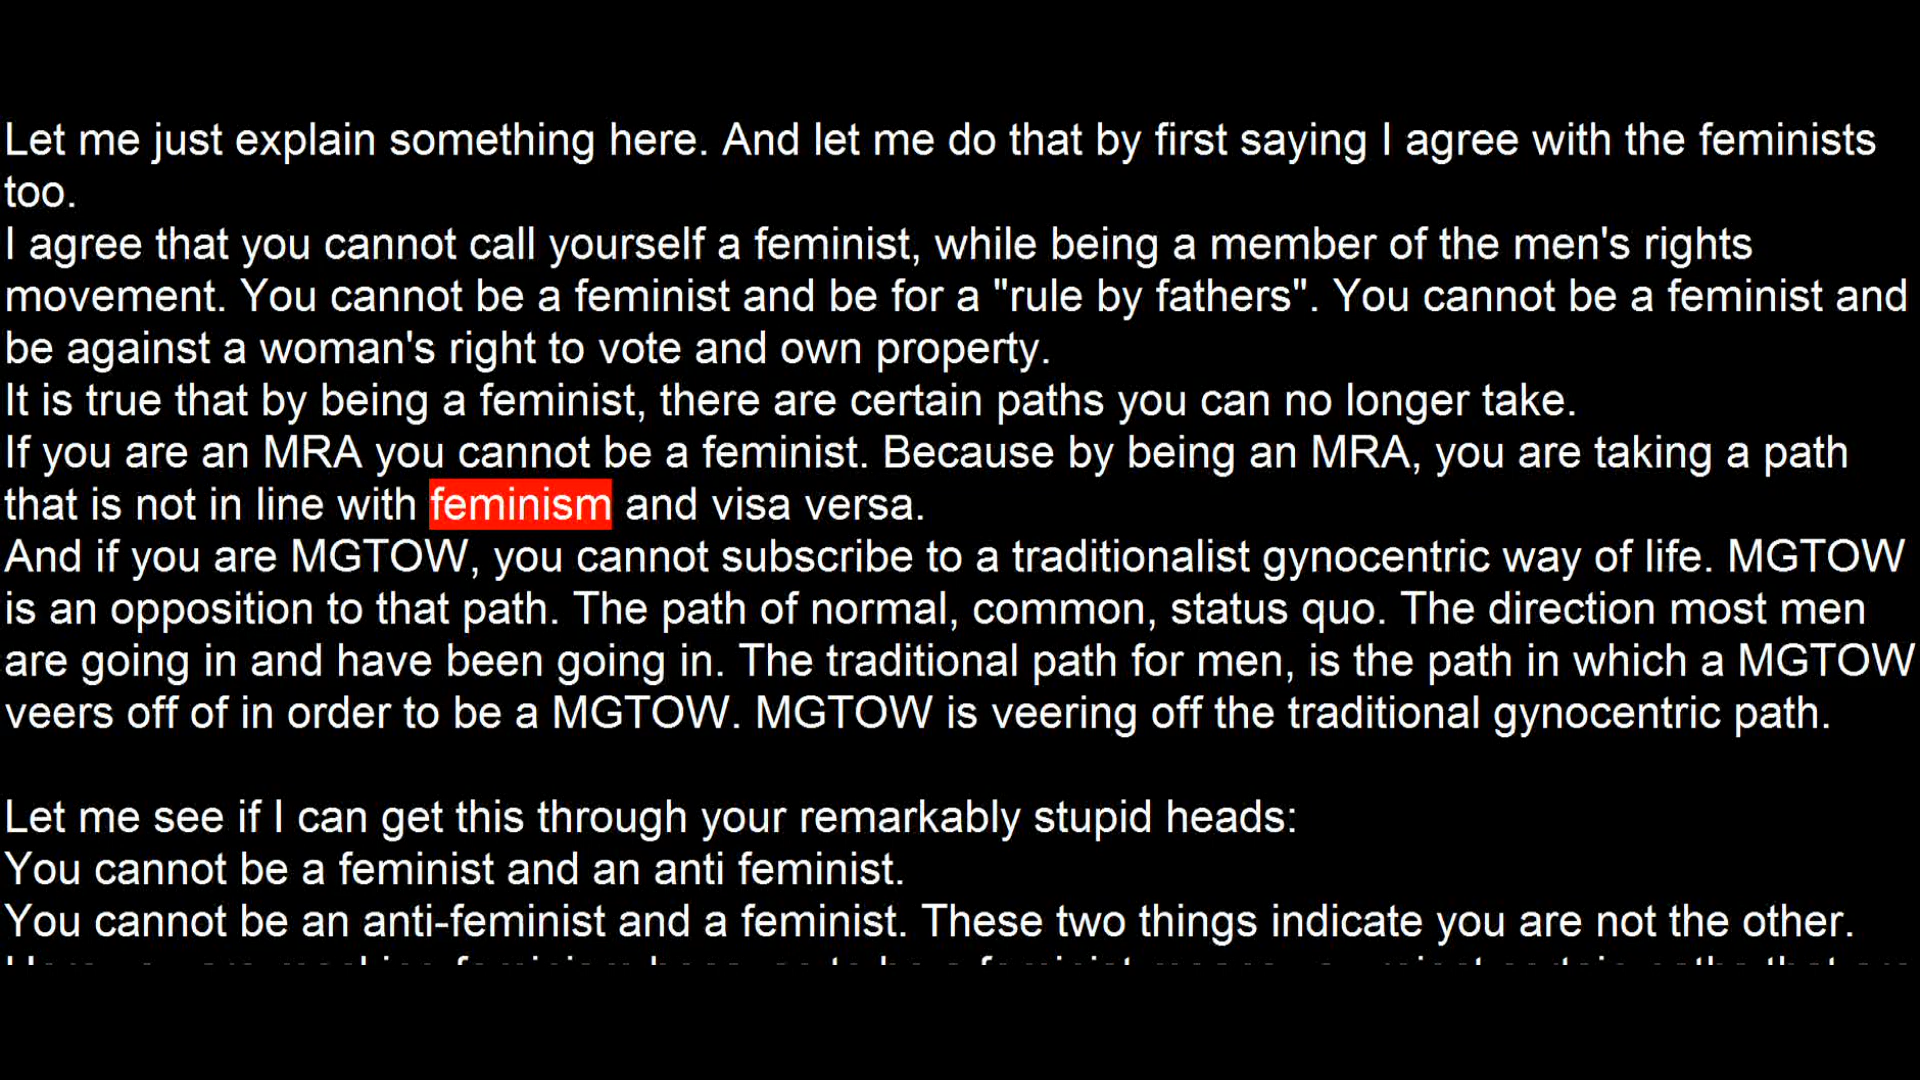 Let me just explain something here. And let me do that by first saying I agree with the feminists
too.
I agree that you cannot call yourself a feminist, while being a member of the men's rights
movement. You cannot be a feminist and be for a "rule by fathers". You cannot be a feminist and
be against a woman's right to vote and own property.
It is true that by being a feminist, there are certain paths you can no longer take.
If you are an MRA you cannot be a feminist. Because by being an MRA, you are taking a path
that is not in line with feminism and visa versa.
And if you are MGTOW, you cannot subscribe to a traditionalist gynocentric way of life. MGTOW
is an opposition to that path. The path of normal, common, status quo. The direction most men
are going in and have been going in. The traditional path for men, is the path in which a MGTOW
veers off of in order to be a MGTOW. MGTOW is veering off the traditional gynocentric path.
Let me see if I can get this through your remarkably stupid heads:
You cannot be a feminist and an anti feminist.
You cannot be an anti-feminist and a feminist. These two things indicate you are not the other.